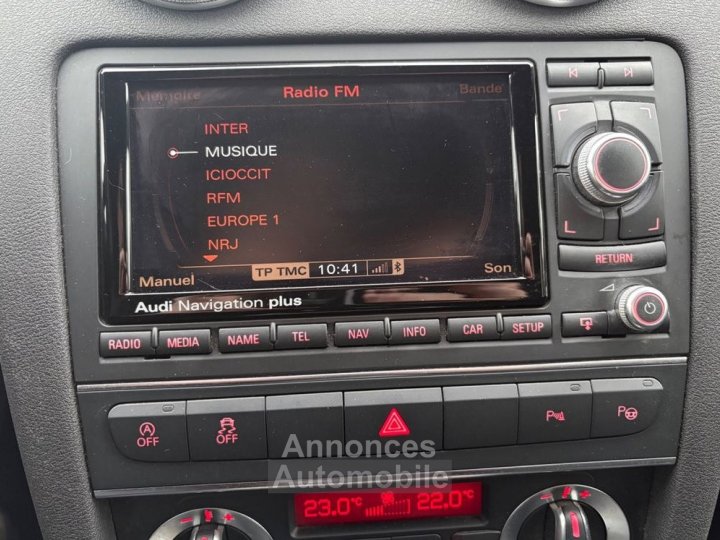 Mémoire Radio FM Bande
INTER
MUSIQUE
ICIOCCIT
RFM
EUROPE 1
NRJ
TP TMC 10:41
Manuel Son
Audi Navigation plus
RETURN
RADIO MEDIA NAME TEL NAV INFO CAR SETUP
OFF OFF P P
Annonces
Automobile
23.0°C 22.0°C